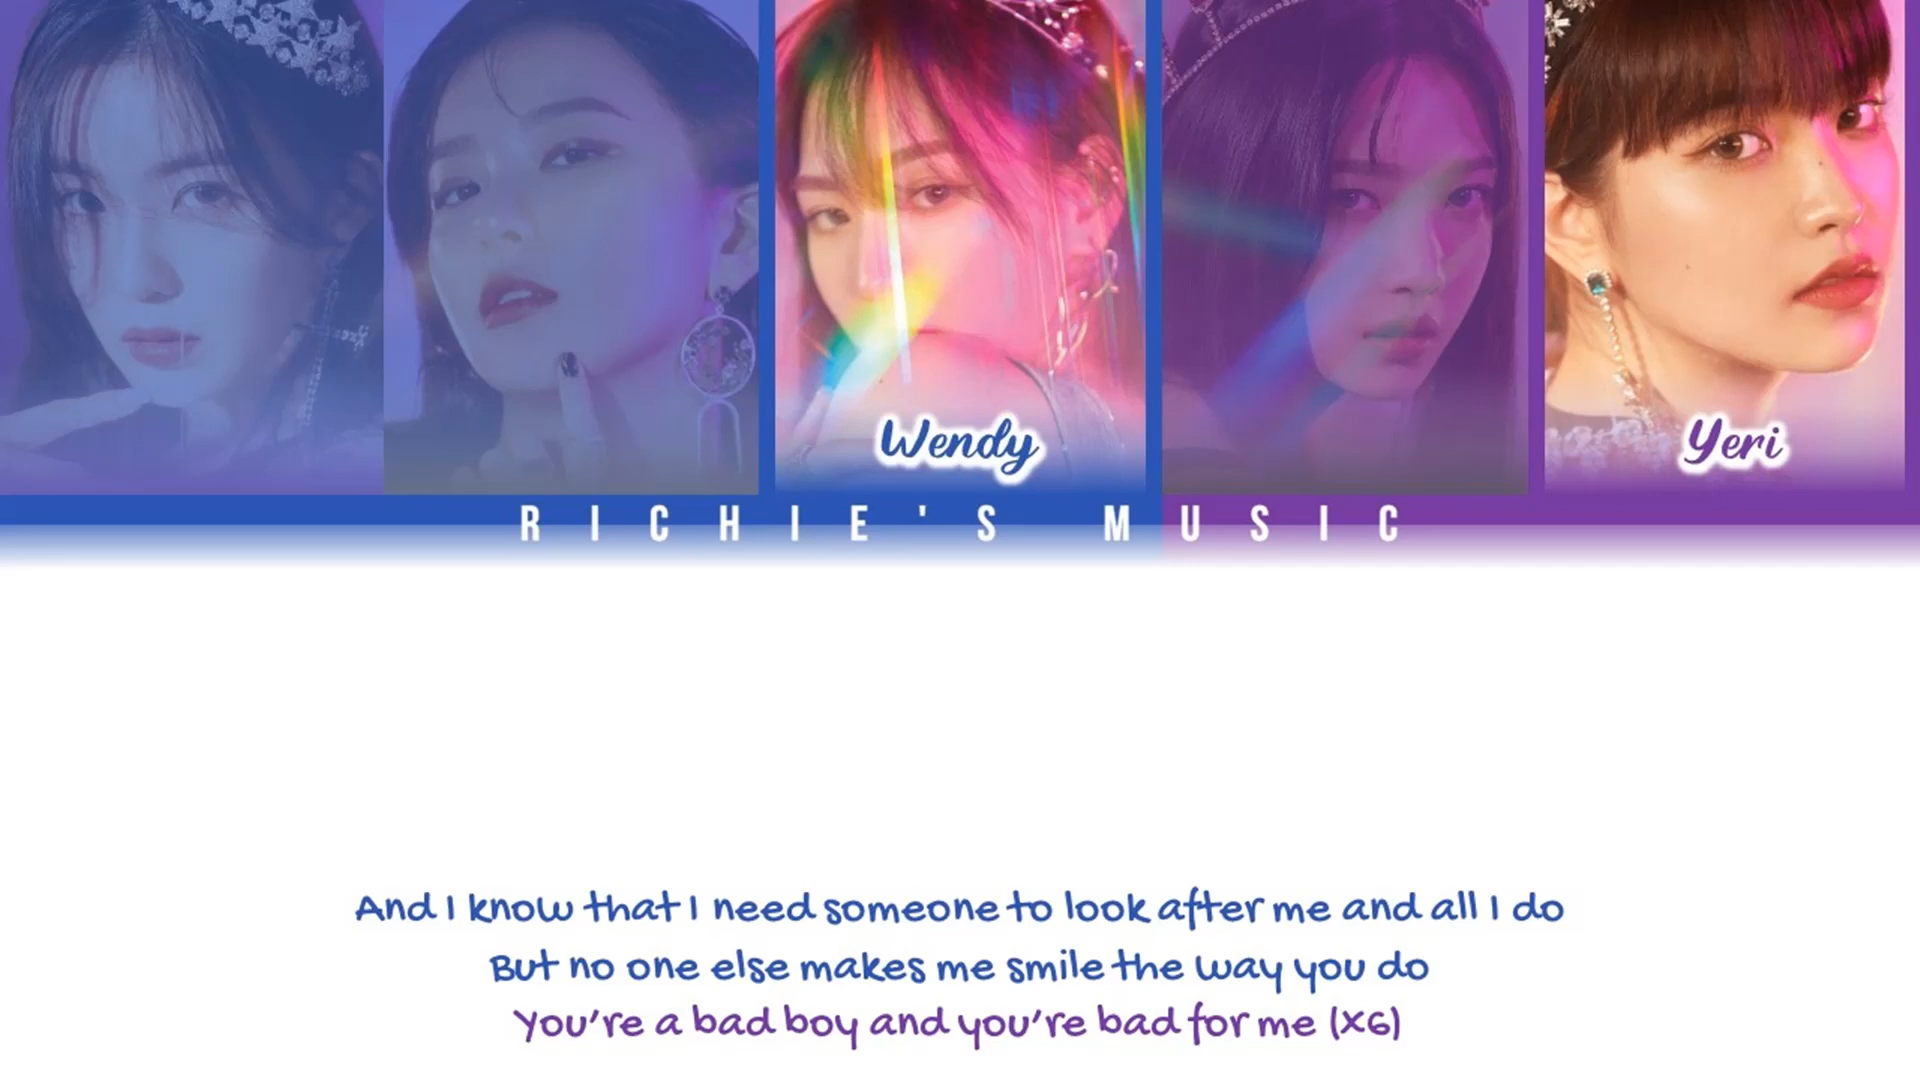 Wendy
Yeri
RICHIE'S MUSIC
And I know that I need someone to look after me and all I do
But no one else makes me smile the way you do
You're a bad boy and you're bad for me (x6)